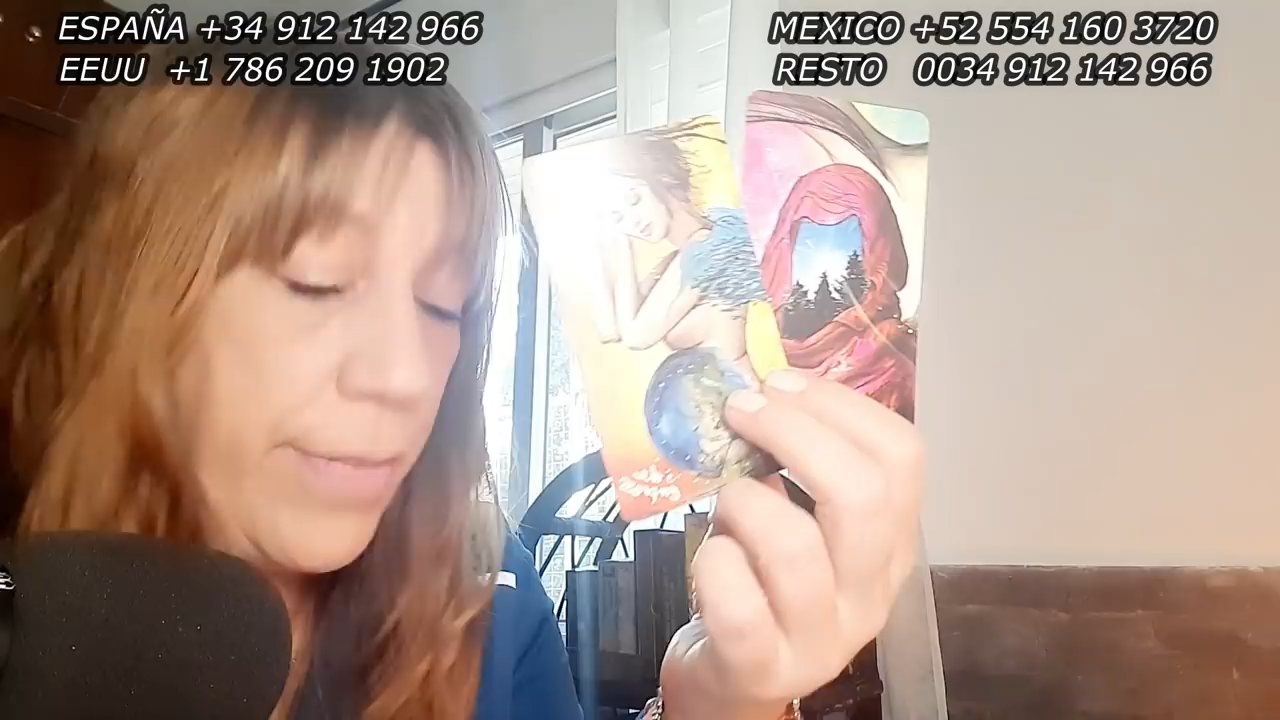 ESPAÑA +34 912 142 966
EEUU +1 786 209 1902
MEXICO +52 554 160 3720
RESTO 0034 912 142 966